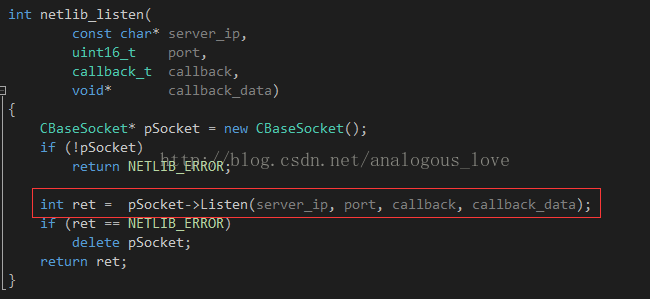 int netlib_listen(
        const char* server_ip,
        uint16_t    port,
        callback_t  callback,
        void*       callback_data)
{
    CBaseSocket* pSocket = new CBaseSocket();
    if (!pSocket)
http://blog.csdn.net/analogous_love
        return NETLIB_ERROR;
    int ret =  pSocket->Listen(server_ip, port, callback, callback_data);
    if (ret == NETLIB_ERROR)
        delete pSocket;
    return ret;
}